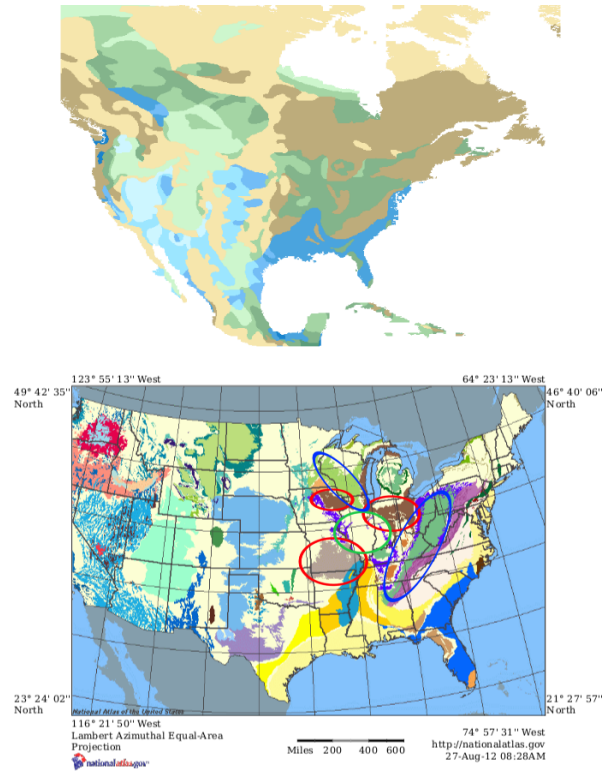 123° 55' 13" West 64° 23' 13" West
49° 42' 35" North 46° 40' 06" North
National Atlas of the United States
23° 24' 02" North 21° 27' 57" North
116° 21' 50" West 74° 57' 31" West
Lambert Azimuthal Equal-Area Projection
http://nationalatlas.gov
Miles 200 400 600
27-Aug-12 08:28AM
nationalatlas.gov